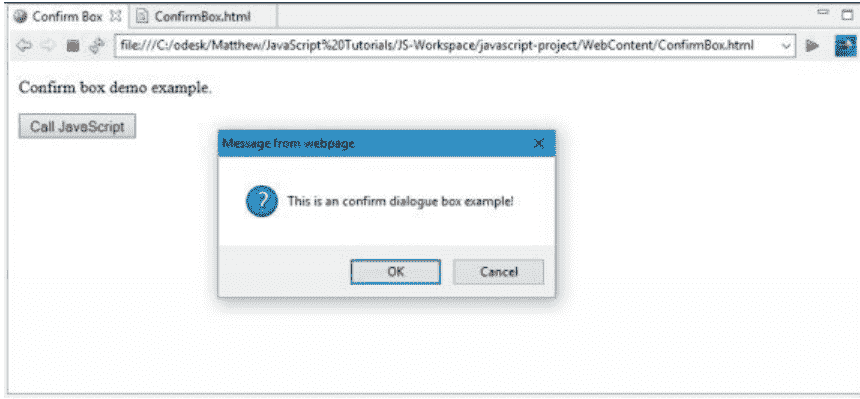 Confirm Box ConfirmBox.html
file:///C:/odesk/Matthew/JavaScript%20Tutorials/JS-Workspace/javascript-project/WebContent/ConfirmBox.html
Confirm box demo example.
Call JavaScript
Message from webpage
This is an confirm dialogue box example!
OK Cancel